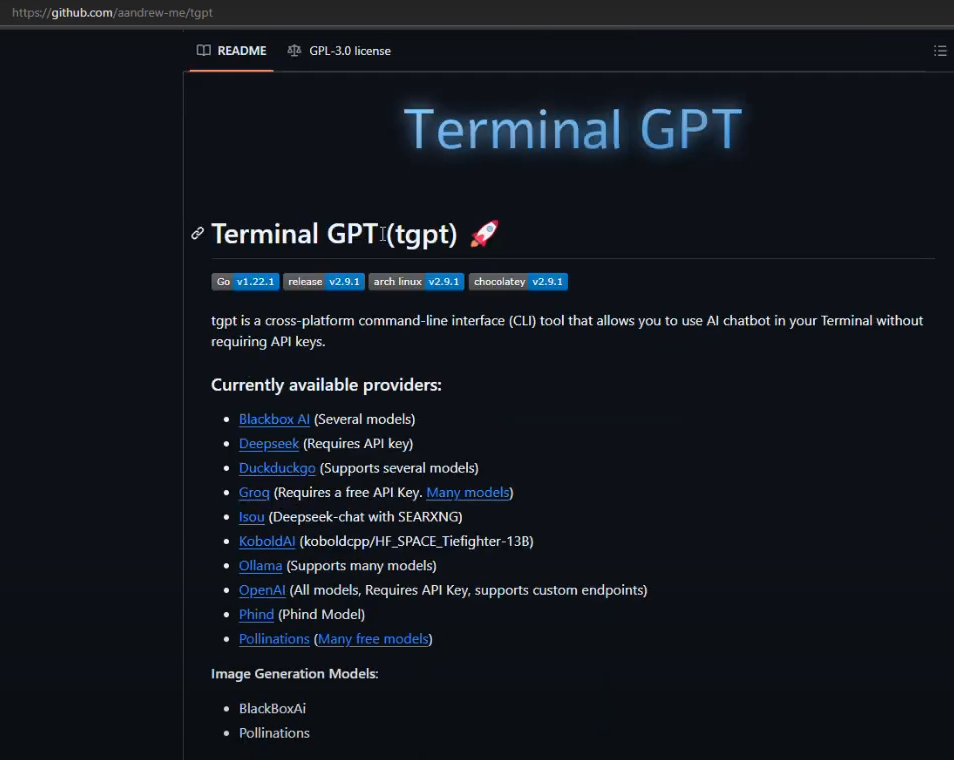 https://github.com/aandrew-me/tgpt
README GPL-3.0 license
Terminal GPT
Terminal GPT (tgpt) 🚀
Go v1.22.1 release v2.9.1 arch linux v2.9.1 chocolatey v2.9.1
tgpt is a cross-platform command-line interface (CLI) tool that allows you to use AI chatbot in your Terminal without
requiring API keys.
Currently available providers:
• Blackbox AI (Several models)
• Deepseek (Requires API key)
• Duckduckgo (Supports several models)
• Groq (Requires a free API Key. Many models)
• Isou (Deepseek-chat with SEARXNG)
• KoboldAI (koboldcpp/HF_SPACE_Tiefighter-13B)
• Ollama (Supports many models)
• OpenAI (All models, Requires API Key, supports custom endpoints)
• Phind (Phind Model)
• Pollinations (Many free models)
Image Generation Models:
• BlackBoxAi
• Pollinations